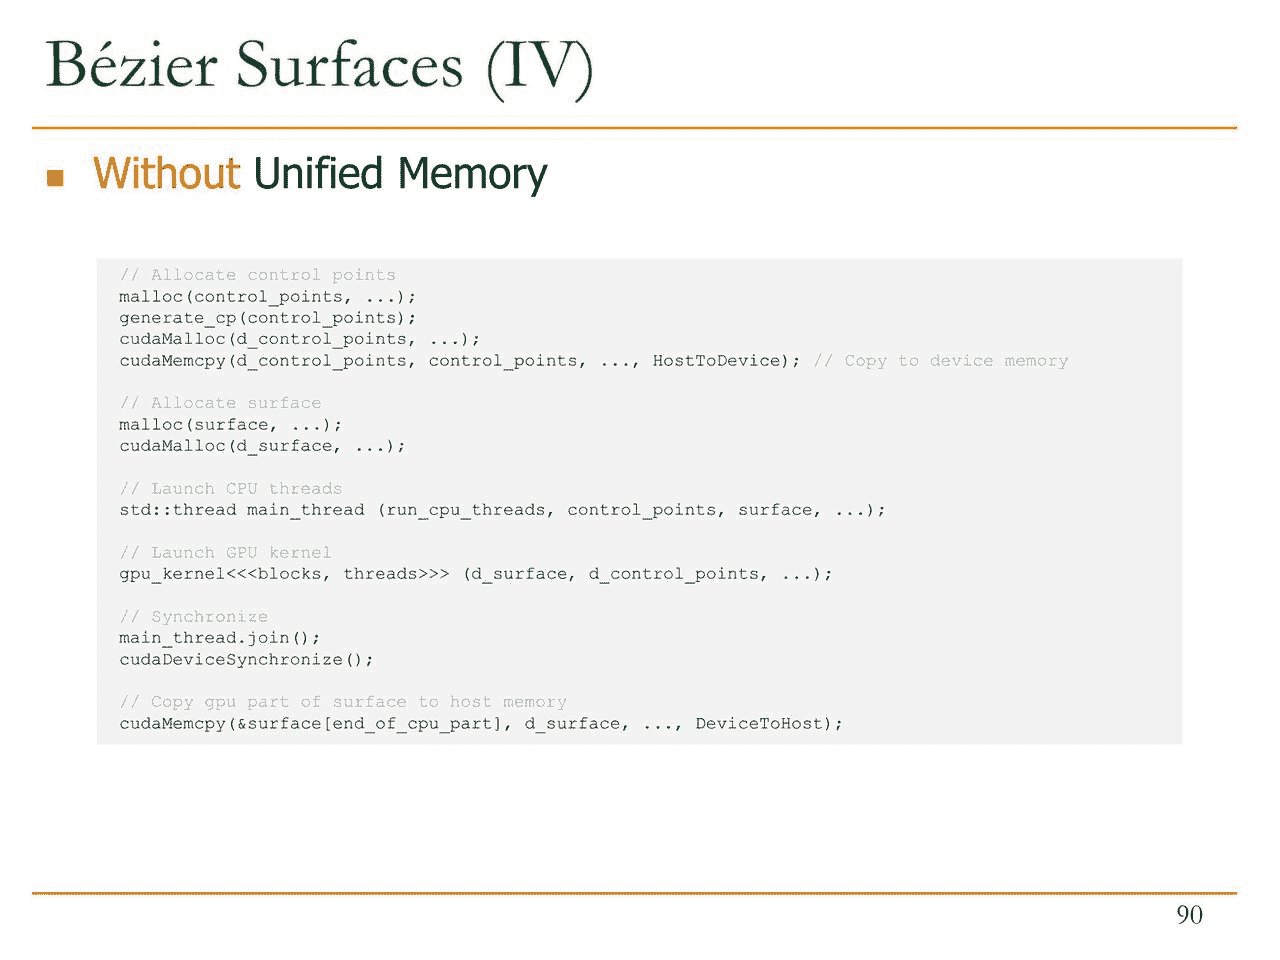 Bézier Surfaces (IV)
■ Without Unified Memory
// Allocate control points
malloc(control_points, ...);
generate_cp(control_points);
cudaMalloc(d_control_points, ...);
cudaMemcpy(d_control_points, control_points, ..., HostToDevice); // Copy to device memory
// Allocate surface
malloc(surface, ...);
cudaMalloc(d_surface, ...);
// Launch CPU threads
std::thread main_thread (run_cpu_threads, control_points, surface, ...);
// Launch GPU kernel
gpu_kernel<<<blocks, threads>>> (d_surface, d_control_points, ...);
// Synchronize
main_thread.join();
cudaDeviceSynchronize();
// Copy gpu part of surface to host memory
cudaMemcpy(&surface[end_of_cpu_part], d_surface, ..., DeviceToHost);
90